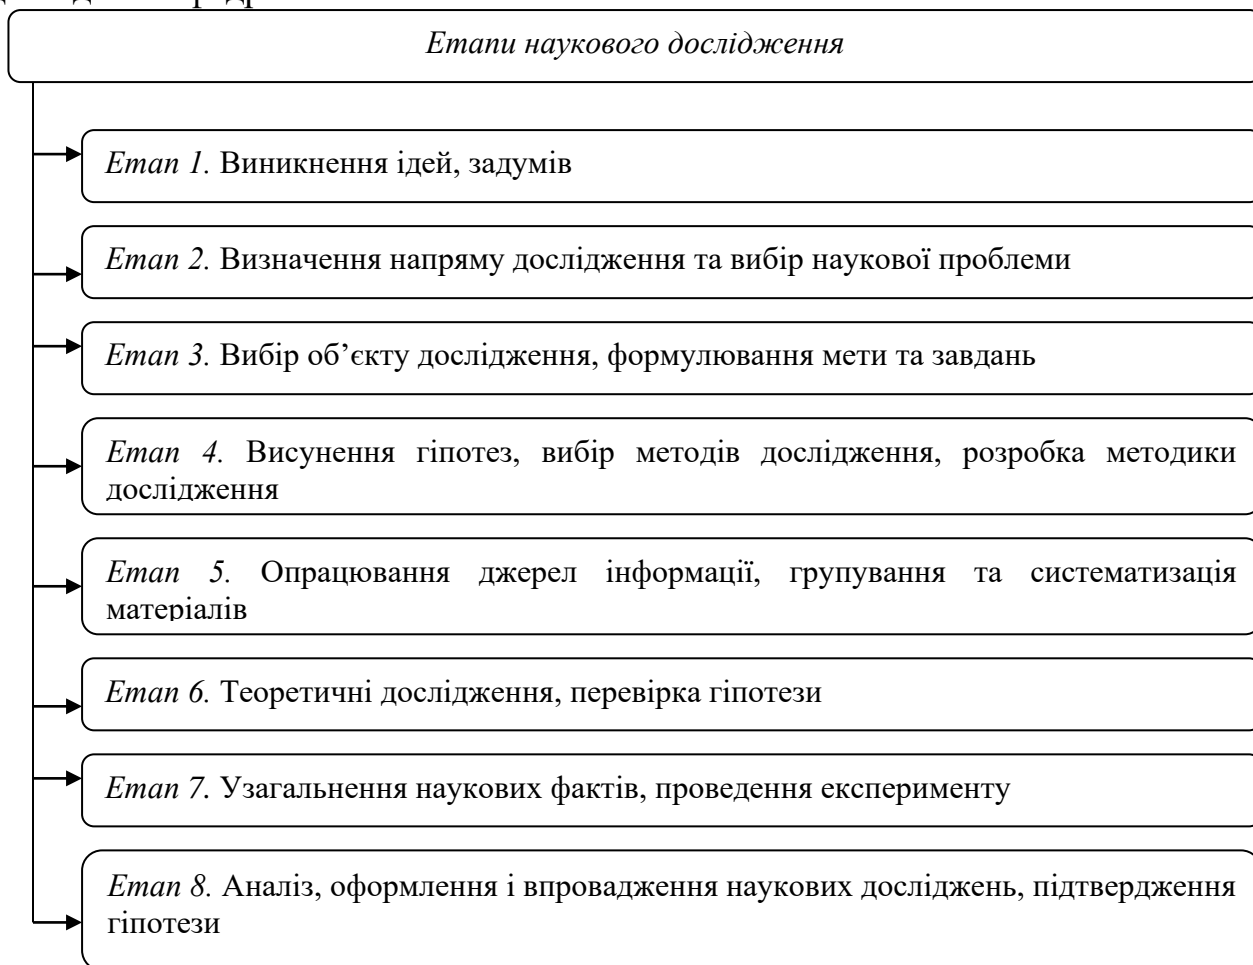 Етапи наукового дослідження
Етап 1. Виникнення ідей, задумів
Етап 2. Визначення напряму дослідження та вибір наукової проблеми
Етап 3. Вибір об’єкту дослідження, формулювання мети та завдань
Етап 4. Висунення гіпотез, вибір методів дослідження, розробка методики
дослідження
Етап 5. Опрацювання джерел інформації, групування та систематизація
матеріалів
Етап 6. Теоретичні дослідження, перевірка гіпотези
Етап 7. Узагальнення наукових фактів, проведення експерименту
Етап 8. Аналіз, оформлення і впровадження наукових досліджень, підтвердження
гіпотези